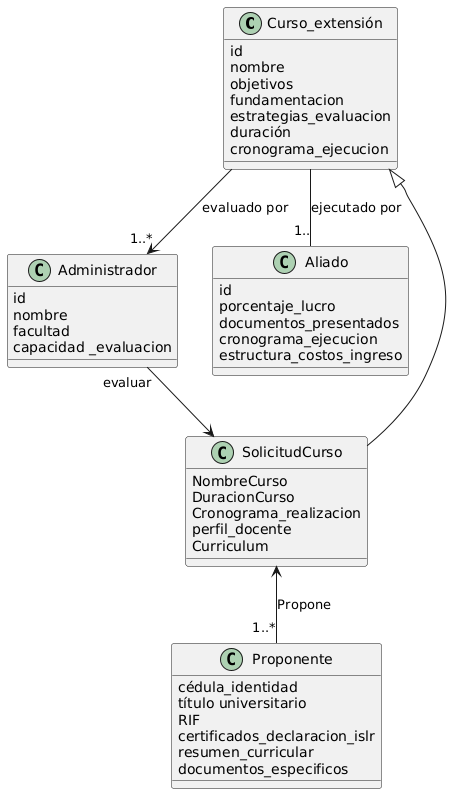 C Curso_extensión
id
nombre
objetivos
fundamentacion
estrategias_evaluacion
duración
cronograma_ejecucion
evaluado por
ejecutado por
1..*
1..
C Administrador
id
nombre
facultad
capacidad _evaluacion
C Aliado
id
porcentaje_lucro
documentos_presentados
cronograma_ejecucion
estructura_costos_ingreso
evaluar
C SolicitudCurso
NombreCurso
DuracionCurso
Cronograma_realizacion
perfil_docente
Curriculum
Propone
1..*
C Proponente
cédula_identidad
título universitario
RIF
certificados_declaracion_islr
resumen_curricular
documentos_especificos